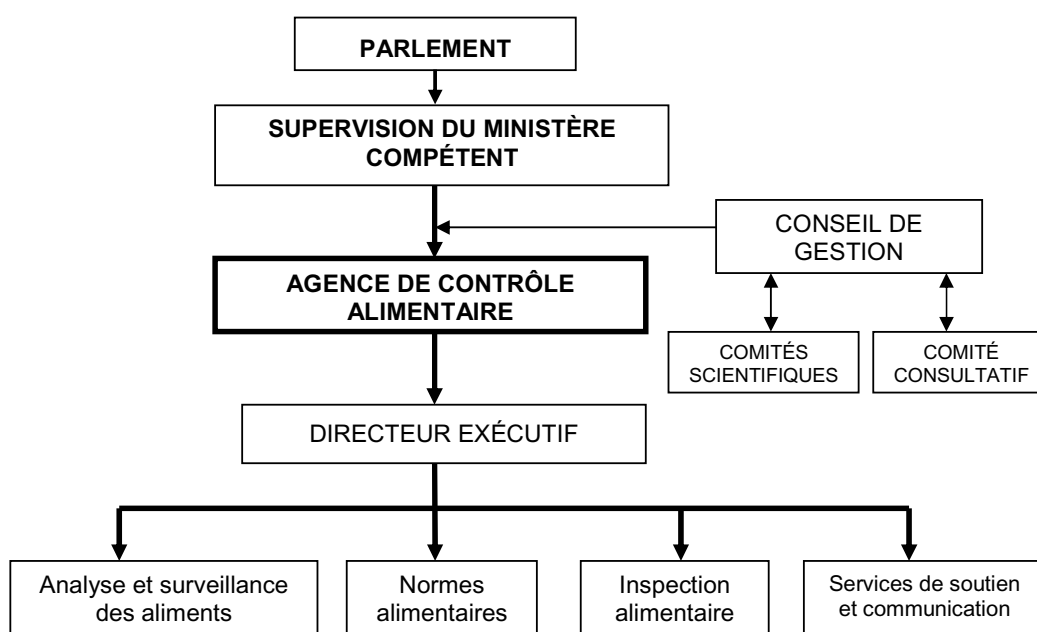 PARLEMENT
SUPERVISION DU MINISTÈRE
COMPÉTENT
CONSEIL DE
GESTION
AGENCE DE CONTRÔLE
ALIMENTAIRE
COMITÉS
SCIENTIFIQUES
COMITÉ
CONSULTATIF
DIRECTEUR EXÉCUTIF
Analyse et surveillance
des aliments
Normes
alimentaires
Inspection
alimentaire
Services de soutien
et communication